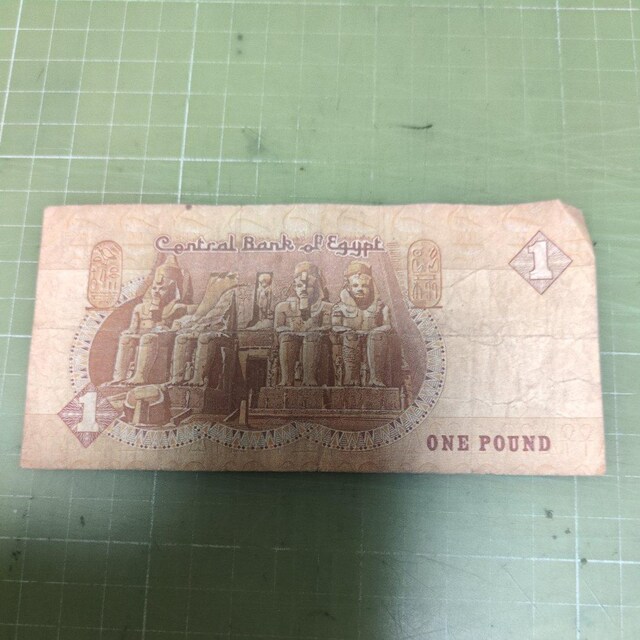 Central Bank of Egypt
1
1
ONE POUND